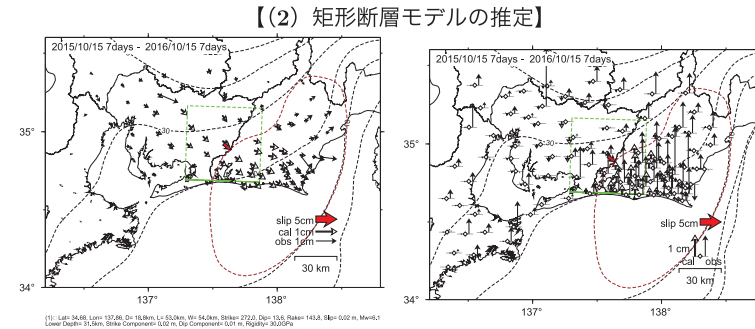 【(2) 矩形断層モデルの推定】
2015/10/15 7days - 2016/10/15 7days
30
35°
slip 5cm
cal 1cm
obs 1cm
30 km
34°
137°
138°
2015/10/15 7days - 2016/10/15 7days
30
35°
slip 5cm
1 cm
cal obs
30 km
34°
137°
138°
(1):: Lat= 34.68, Lon= 137.86, D= 18.8km, L= 53.0km, W= 54.0km, Strike= 272.0, Dip= 13.6, Rake= 143.8, Slip= 0.02 m, Mw=6.1
Lower Depth= 31.5km, Strike Component= 0.02 m, Dip Component= 0.01 m, Rigidity= 30.0GPa